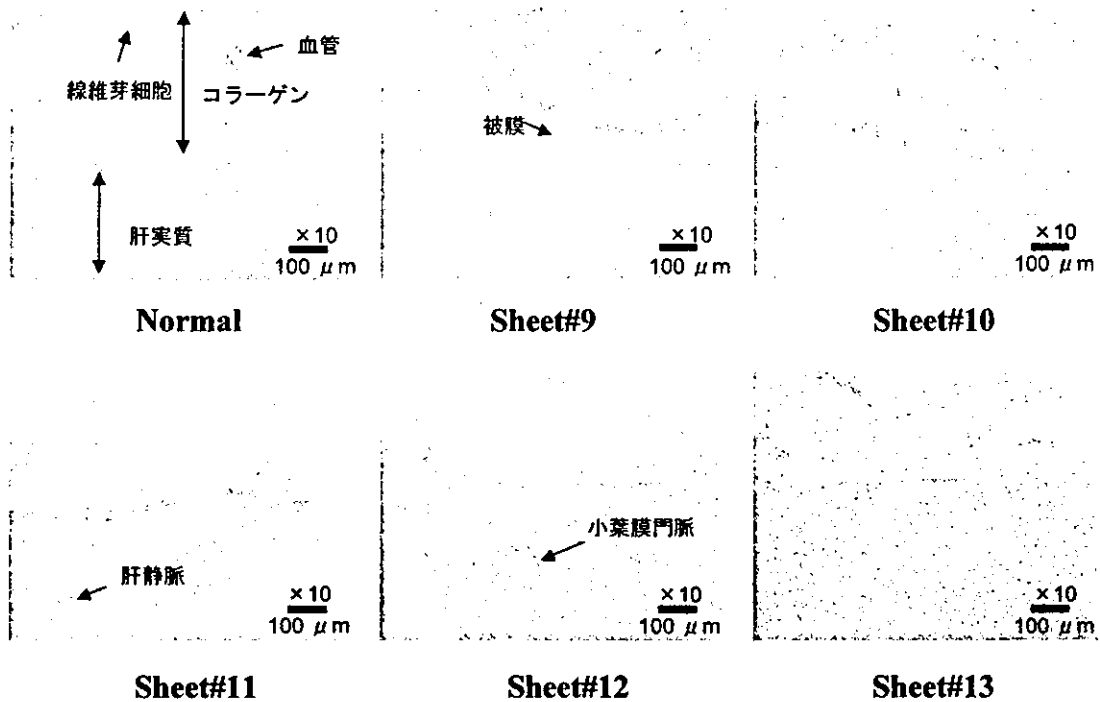 血管
線維芽細胞
コラーゲン
肝実質
×10
100 μm
Normal
被膜
×10
100 μm
Sheet#9
×10
100 μm
Sheet#10
肝静脈
×10
100 μm
Sheet#11
小葉膜門脈
×10
100 μm
Sheet#12
×10
100 μm
Sheet#13